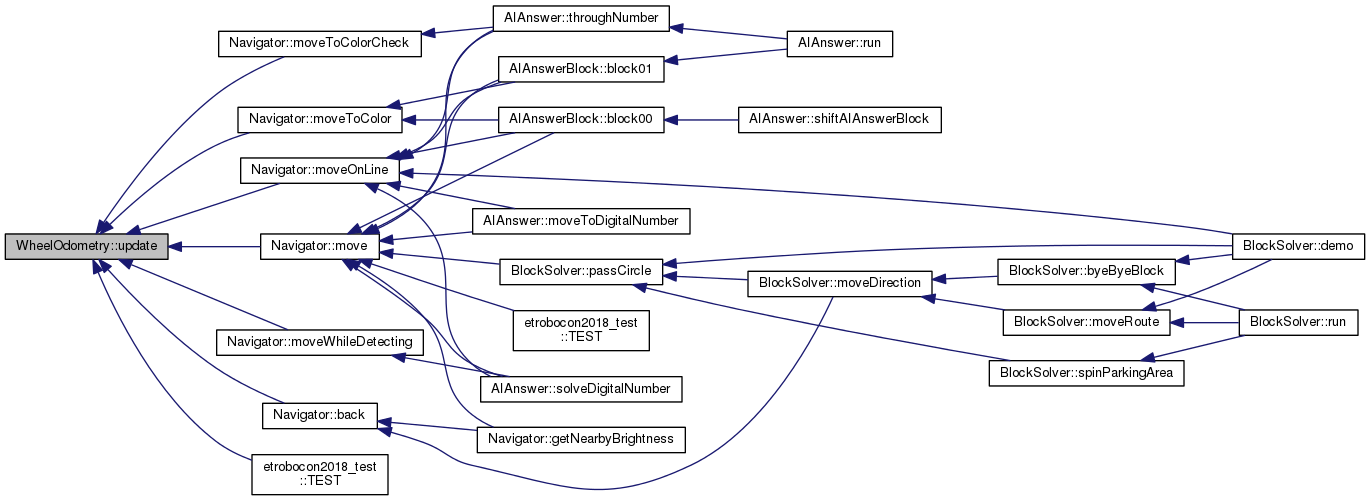 WheelOdometry::update
Navigator::moveToColorCheck
Navigator::moveToColor
Navigator::moveOnLine
Navigator::move
Navigator::moveWhileDetecting
Navigator::back
etrobocon2018_test
::TEST
AIAnswer::throughNumber
AIAnswerBlock::block01
AIAnswerBlock::block00
AIAnswer::moveToDigitalNumber
BlockSolver::passCircle
etrobocon2018_test
::TEST
AIAnswer::solveDigitalNumber
Navigator::getNearbyBrightness
AIAnswer::run
AIAnswer::shiftAIAnswerBlock
BlockSolver::moveDirection
BlockSolver::byeByeBlock
BlockSolver::moveRoute
BlockSolver::spinParkingArea
BlockSolver::demo
BlockSolver::run